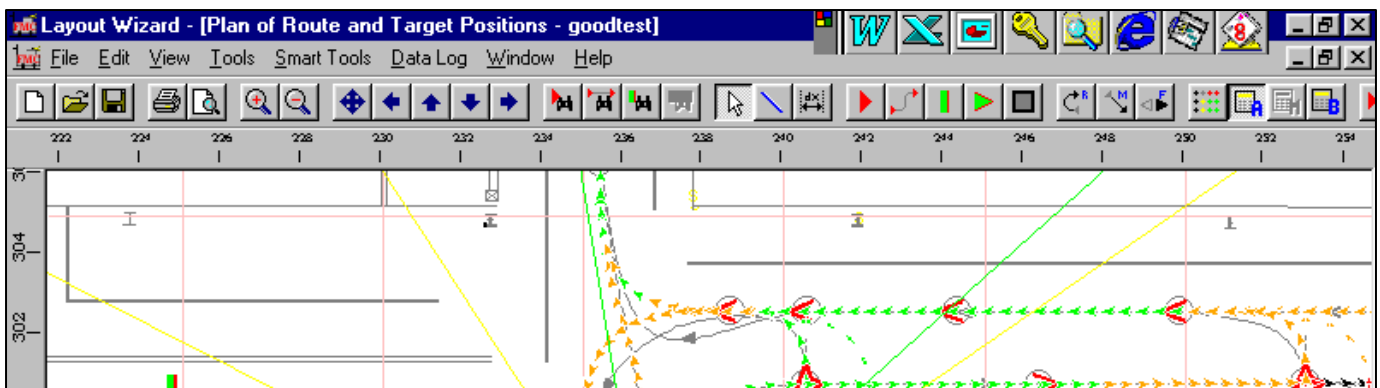 Layout Wizard - [Plan of Route and Target Positions - goodtest]
File Edit View Tools Smart Tools Data Log Window Help
222 224 226 228 230 232 234 236 238 240 242 244 246 248 250 252 254
304
302